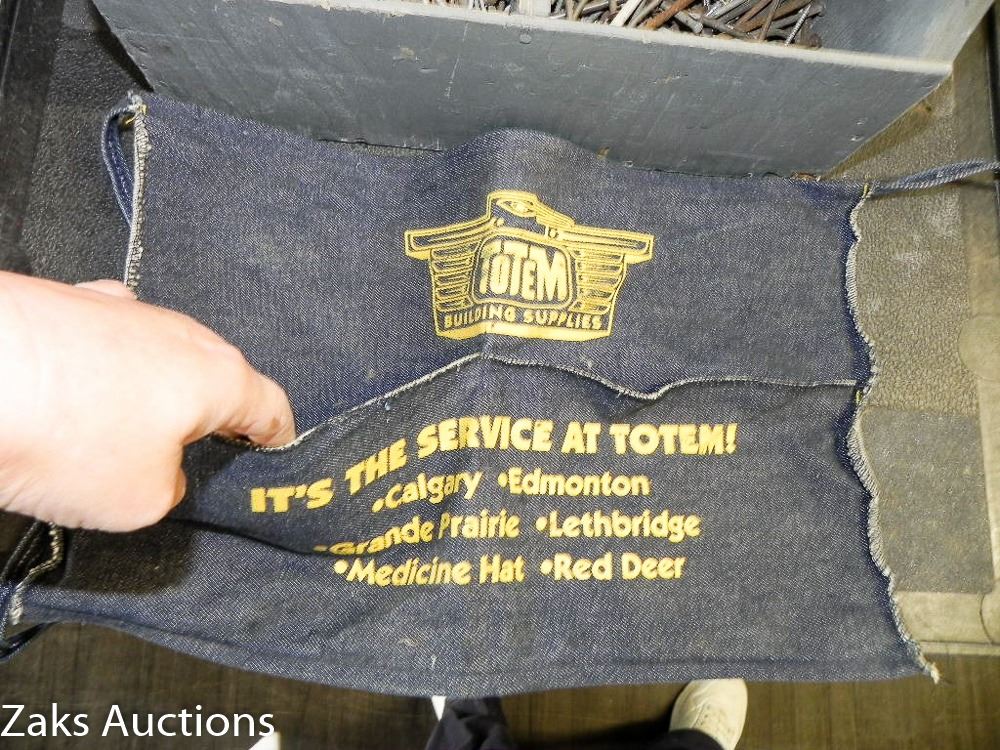 TOTEM
BUILDING SUPPLIES
IT'S THE SERVICE AT TOTEM!
•Calgary •Edmonton
•Grande Prairie •Lethbridge
•Medicine Hat •Red Deer
Zaks Auctions